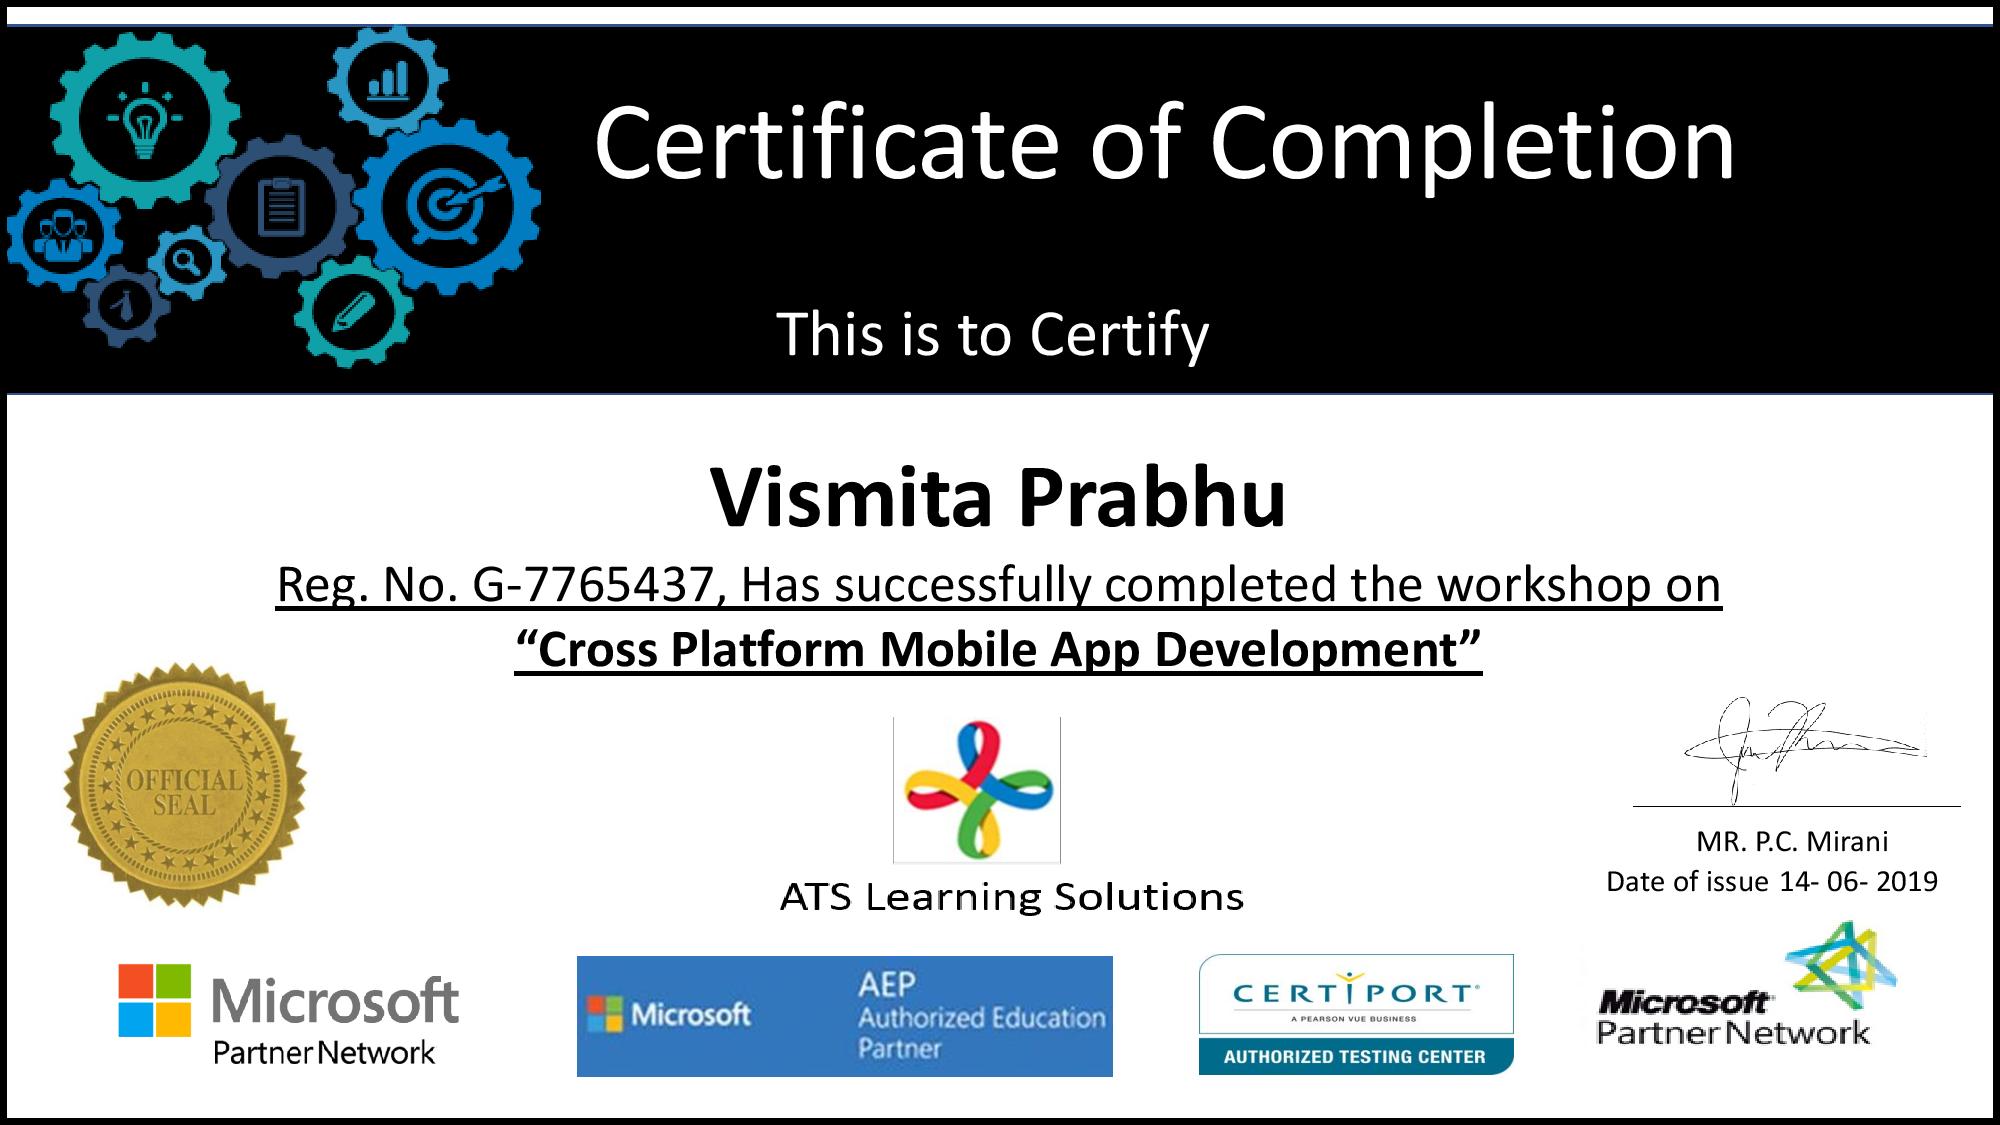 Certificate of Completion
This is to Certify
Vismita Prabhu
Reg. No. G-7765437, Has successfully completed the workshop on
“Cross Platform Mobile App Development”
OFFICIAL
SEAL
ATS Learning Solutions
MR. P.C. Mirani
Date of issue 14- 06- 2019
Microsoft
Partner Network
Microsoft
AEP
Authorized Education
Partner
CERTIPORT
A PEARSON VUE BUSINESS
AUTHORIZED TESTING CENTER
Microsoft
Partner Network